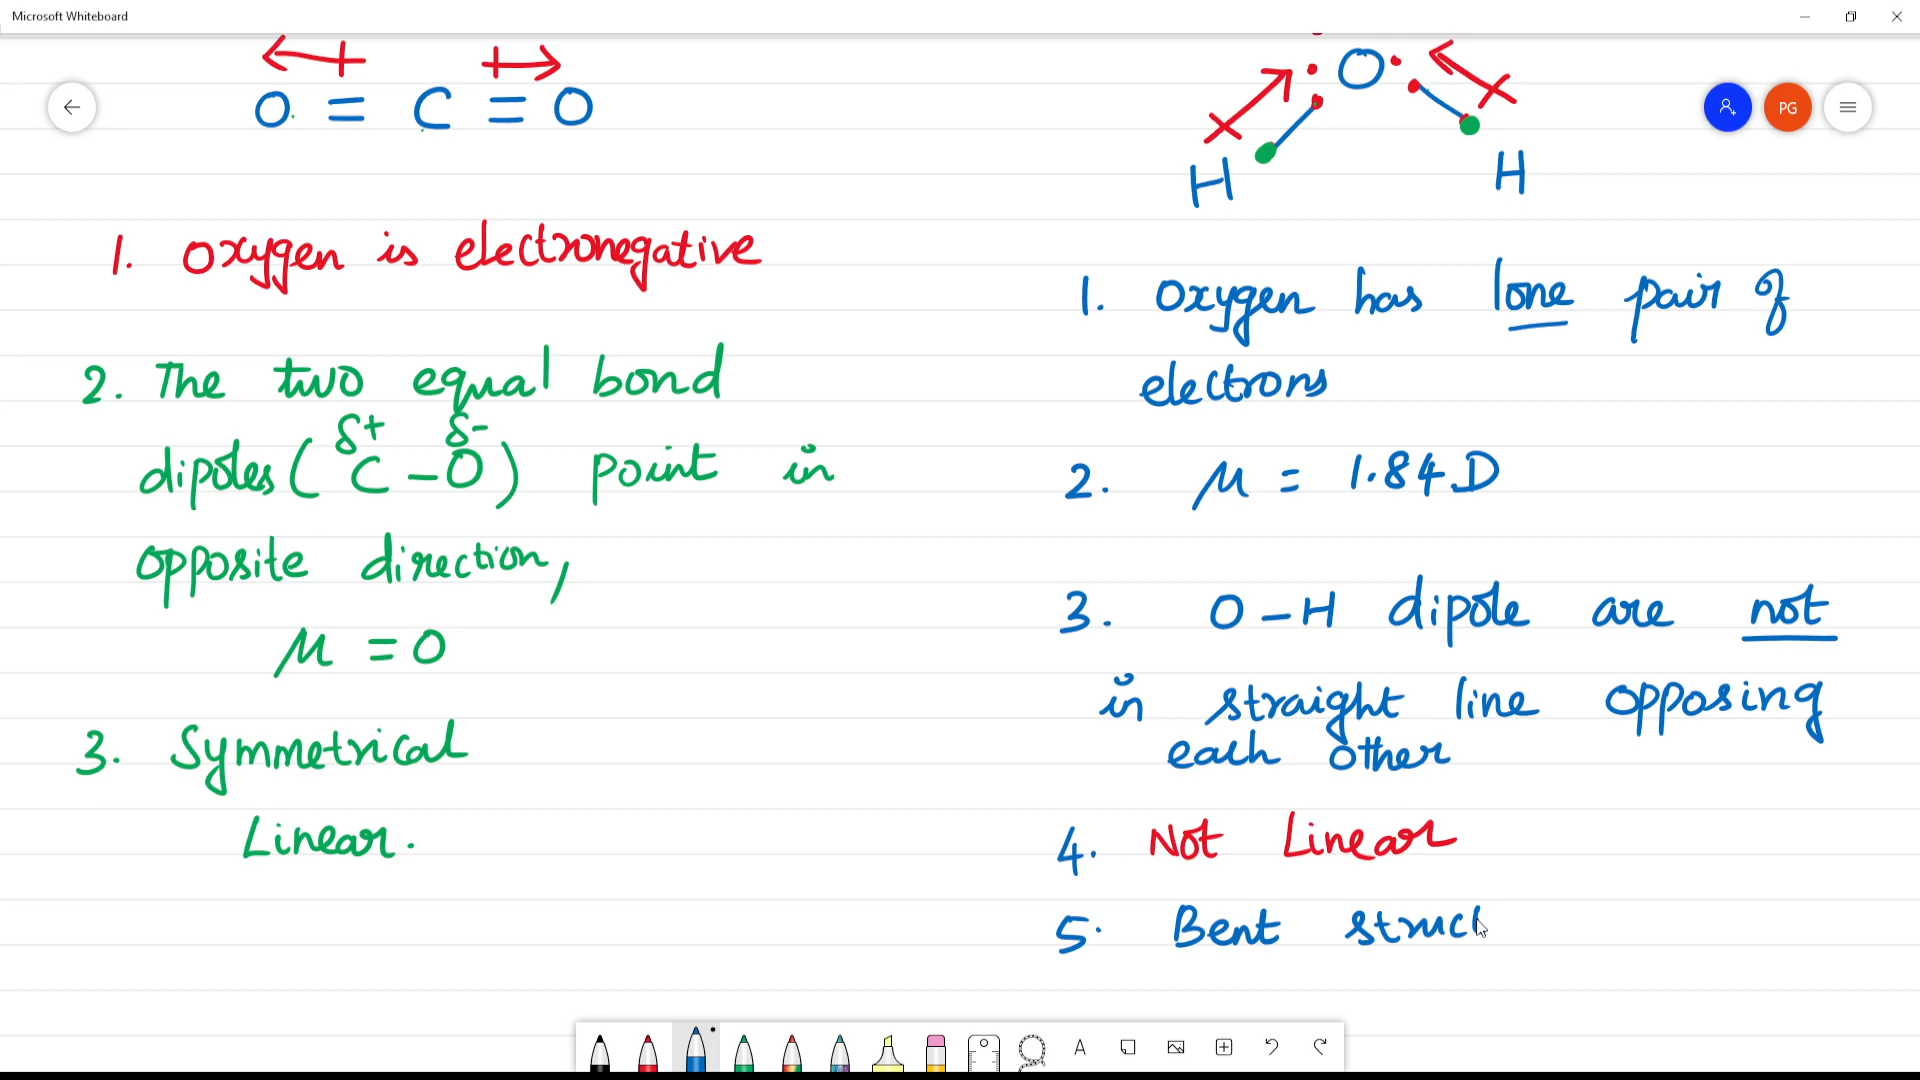 Microsoft Whiteboard
O = C = O
O
H H
PG
1. Oxygen is electronegative
2. The two equal bond
δ+ δ-
dipoles ( C - O ) point in
opposite direction,
M = 0
3. Symmetrical
Linear.
1. Oxygen has lone pair of
electrons
2. M = 1.84.D
3. O - H dipole are not
in straight line opposing
each other
4. Not Linear
5. Bent struct
A